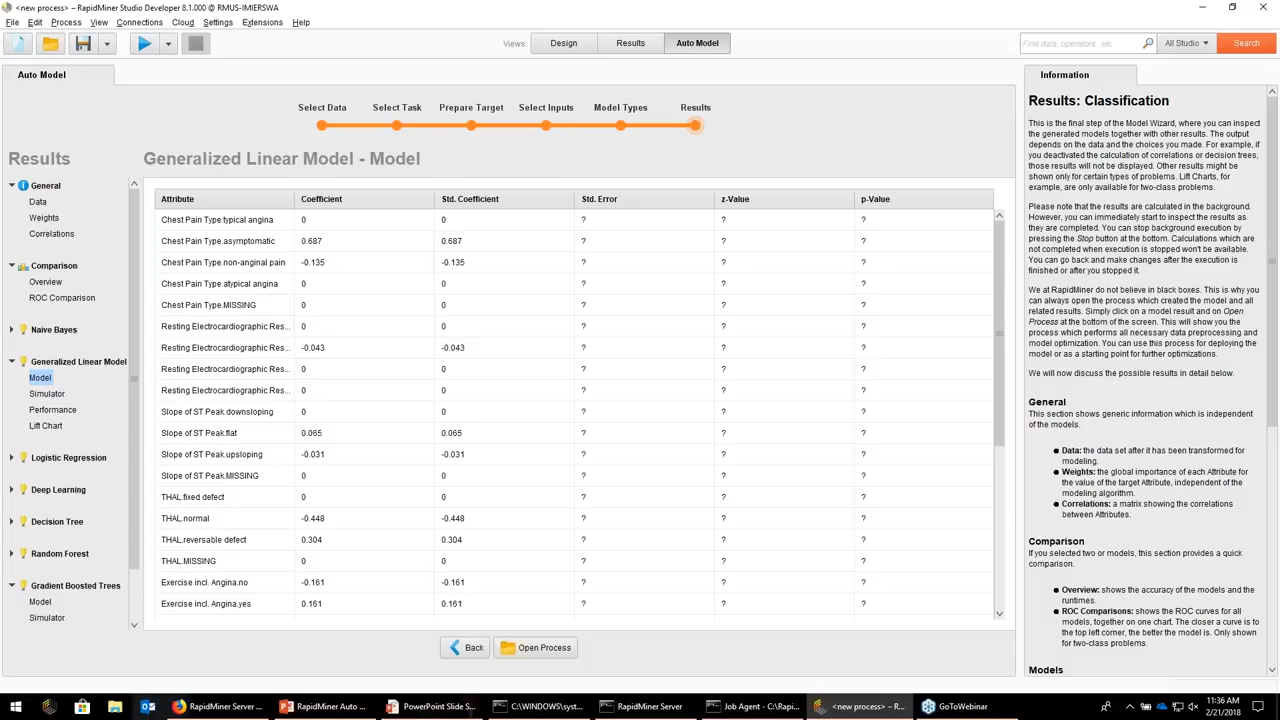 <new process> – RapidMiner Studio Developer 8.1.000 @ RMUS-IMIERSWA
File Edit Process View Connections Cloud Settings Extensions Help
Views: Design Results Auto Model
Find data, operators...etc All Studio Search
Auto Model
Select Data Select Task Prepare Target Select Inputs Model Types Results
Results
General
Data
Weights
Correlations
Comparison
Overview
ROC Comparison
Naive Bayes
Generalized Linear Model
Model
Simulator
Performance
Lift Chart
Logistic Regression
Deep Learning
Decision Tree
Random Forest
Gradient Boosted Trees
Model
Simulator
Generalized Linear Model - Model
Attribute Coefficient Std. Coefficient Std. Error z-Value p-Value
Chest Pain Type.typical angina 0 0 ? ? ?
Chest Pain Type.asymptomatic 0.687 0.687 ? ? ?
Chest Pain Type.non-anginal pain -0.135 -0.135 ? ? ?
Chest Pain Type.atypical angina 0 0 ? ? ?
Chest Pain Type.MISSING 0 0 ? ? ?
Resting Electrocardiographic Res... 0 0 ? ? ?
Resting Electrocardiographic Res... -0.043 -0.043 ? ? ?
Resting Electrocardiographic Res... 0 0 ? ? ?
Resting Electrocardiographic Res... 0 0 ? ? ?
Slope of ST Peak.downsloping 0 0 ? ? ?
Slope of ST Peak.flat 0.065 0.065 ? ? ?
Slope of ST Peak.upsloping -0.031 -0.031 ? ? ?
Slope of ST Peak.MISSING 0 0 ? ? ?
THAL.fixed defect 0 0 ? ? ?
THAL.normal -0.448 -0.448 ? ? ?
THAL.reversable defect 0.304 0.304 ? ? ?
THAL.MISSING 0 0 ? ? ?
Exercise incl. Angina.no -0.161 -0.161 ? ? ?
Exercise incl. Angina.yes 0.161 0.161 ? ? ?
Back Open Process
Information
Results: Classification
This is the final step of the Model Wizard, where you can inspect
the generated models together with other results. The output
depends on the data and the choices you made. For example, if
you deactivated the calculation of correlations or decision trees,
those results will not be displayed. Other results might be
shown only for certain types of problems. Lift Charts, for
example, are only available for two-class problems.
Please note that the results are calculated in the background.
However, you can immediately start to inspect the results as
they are completed. You can stop background execution by
pressing the Stop button at the bottom. Calculations which are
not completed when execution is stopped won't be available.
You can go back and make changes after the execution is
finished or after you stopped it.
We at RapidMiner do not believe in black boxes. This is why you
can always open the process which created the model and all
related results. Simply click on a model result and on Open
Process at the bottom of the screen. This will show you the
process which performs all necessary data preprocessing and
model optimization. You can use this process for deploying the
model or as a starting point for further optimizations.
We will now discuss the possible results in detail below.
General
This section shows generic information which is independent
of the models.
Data: the data set after it has been transformed for
modeling.
Weights: the global importance of each Attribute for
the value of the target Attribute, independent of the
modeling algorithm.
Correlations: a matrix showing the correlations
between Attributes.
Comparison
If you selected two or models, this section provides a quick
comparison.
Overview: shows the accuracy of the models and the
runtimes.
ROC Comparisons: shows the ROC curves for all
models, together on one chart. The closer a curve is to
the top left corner, the better the model is. Only shown
for two-class problems.
Models
RapidMiner Server ... RapidMiner Auto ... PowerPoint Slide S... C:\WINDOWS\syst... RapidMiner Server Job Agent - C:\Rapi... <new process> – R... GoToWebinar
11:36 AM
2/21/2018